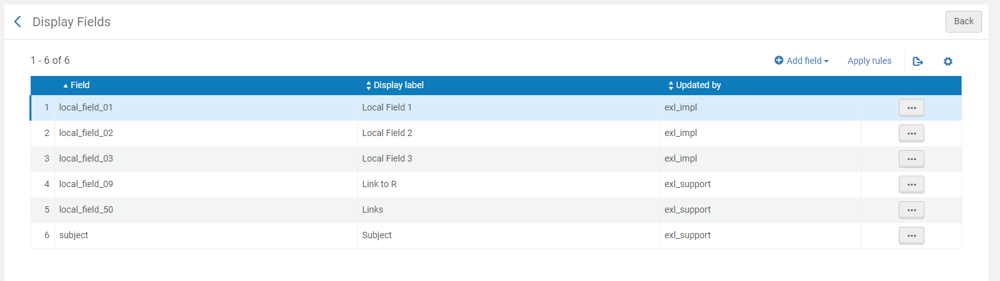 Display Fields
Back
1 - 6 of 6
Add field
Apply rules
Field Display label Updated by
1 local_field_01 Local Field 1 exl_impl
2 local_field_02 Local Field 2 exl_impl
3 local_field_03 Local Field 3 exl_impl
4 local_field_09 Link to R exl_support
5 local_field_50 Links exl_support
6 subject Subject exl_support